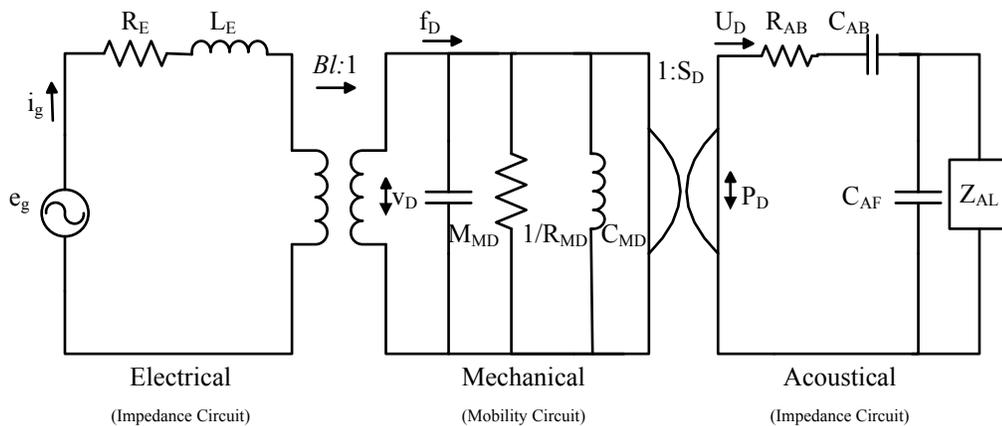 R_E
L_E
i_g
e_g
Bl:1
f_D
v_D
M_MD
1/R_MD
C_MD
1:S_D
U_D
R_AB
C_AB
P_D
C_AF
Z_AL
Electrical
(Impedance Circuit)
Mechanical
(Mobility Circuit)
Acoustical
(Impedance Circuit)